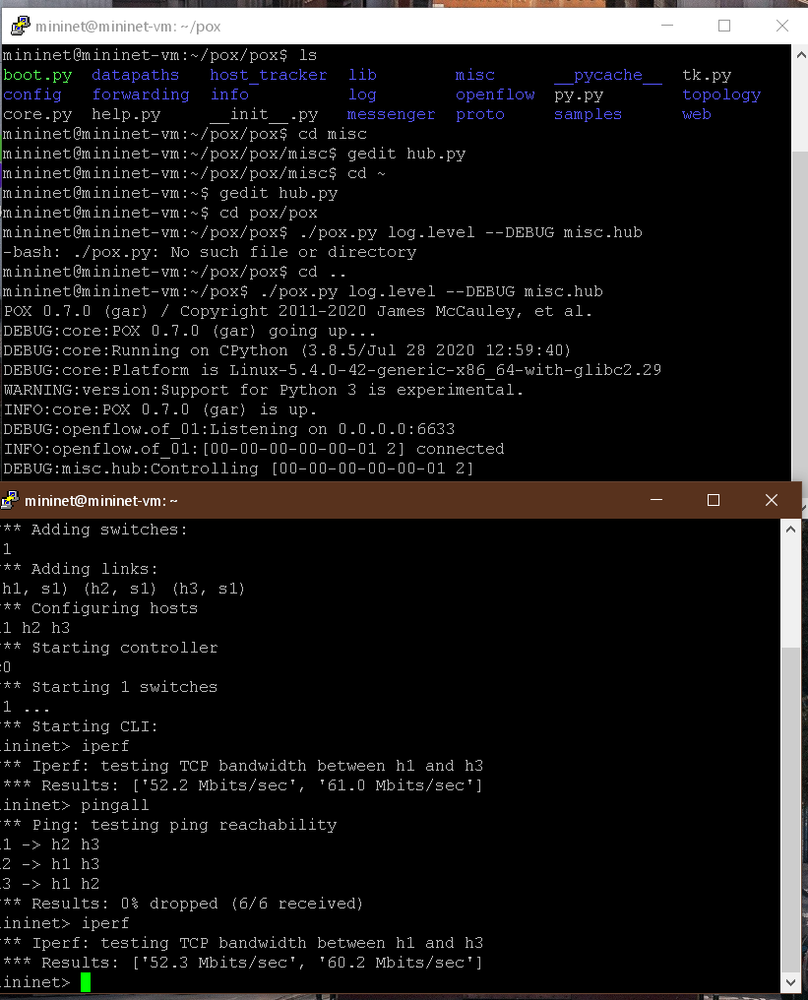 mininet@mininet-vm: ~/pox
mininet@mininet-vm:~/pox/pox$ ls
boot.py datapaths host_tracker lib misc __pycache__ tk.py
config forwarding info log openflow py.py topology
core.py help.py __init__.py messenger proto samples web
mininet@mininet-vm:~/pox/pox$ cd misc
mininet@mininet-vm:~/pox/pox/misc$ gedit hub.py
mininet@mininet-vm:~/pox/pox/misc$ cd ~
mininet@mininet-vm:~$ gedit hub.py
mininet@mininet-vm:~$ cd pox/pox
mininet@mininet-vm:~/pox/pox$ ./pox.py log.level --DEBUG misc.hub
-bash: ./pox.py: No such file or directory
mininet@mininet-vm:~/pox/pox$ cd ..
mininet@mininet-vm:~/pox$ ./pox.py log.level --DEBUG misc.hub
POX 0.7.0 (gar) / Copyright 2011-2020 James McCauley, et al.
DEBUG:core:POX 0.7.0 (gar) going up...
DEBUG:core:Running on CPython (3.8.5/Jul 28 2020 12:59:40)
DEBUG:core:Platform is Linux-5.4.0-42-generic-x86_64-with-glibc2.29
WARNING:version:Support for Python 3 is experimental.
INFO:core:POX 0.7.0 (gar) is up.
DEBUG:openflow.of_01:Listening on 0.0.0.0:6633
INFO:openflow.of_01:[00-00-00-00-00-01 2] connected
DEBUG:misc.hub:Controlling [00-00-00-00-00-01 2]
mininet@mininet-vm: ~
** Adding switches:
1
** Adding links:
h1, s1) (h2, s1) (h3, s1)
** Configuring hosts
1 h2 h3
** Starting controller
0
** Starting 1 switches
1 ...
** Starting CLI:
ininet> iperf
** Iperf: testing TCP bandwidth between h1 and h3
*** Results: ['52.2 Mbits/sec', '61.0 Mbits/sec']
ininet> pingall
** Ping: testing ping reachability
1 -> h2 h3
2 -> h1 h3
3 -> h1 h2
** Results: 0% dropped (6/6 received)
ininet> iperf
** Iperf: testing TCP bandwidth between h1 and h3
*** Results: ['52.3 Mbits/sec', '60.2 Mbits/sec']
ininet>